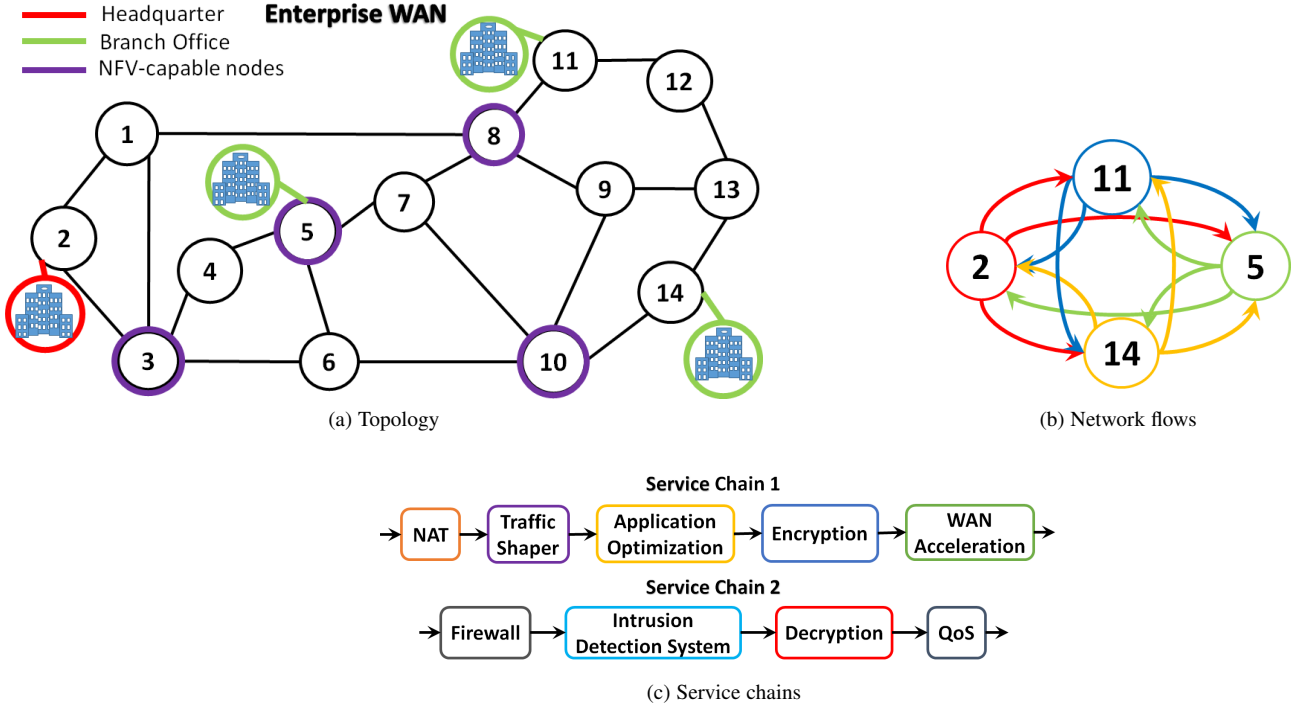 Headquarter
Enterprise WAN
Branch Office
NFV-capable nodes
11
12
1
8
7
9
13
2
5
4
14
3
6
10
(a) Topology
11
2
5
14
(b) Network flows
Service Chain 1
NAT
Traffic
Shaper
Application
Optimization
Encryption
WAN
Acceleration
Service Chain 2
Firewall
Intrusion
Detection System
Decryption
QoS
(c) Service chains